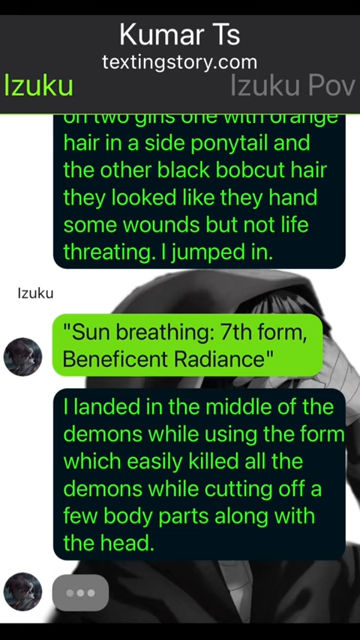 Kumar Ts
textingstory.com
Izuku Izuku Pov
on two girls one with orange
hair in a side ponytail and
the other black bobcut hair
they looked like they hand
some wounds but not life
threating. I jumped in.
Izuku
"Sun breathing: 7th form,
Beneficent Radiance"
I landed in the middle of the
demons while using the form
which easily killed all the
demons while cutting off a
few body parts along with
the head.